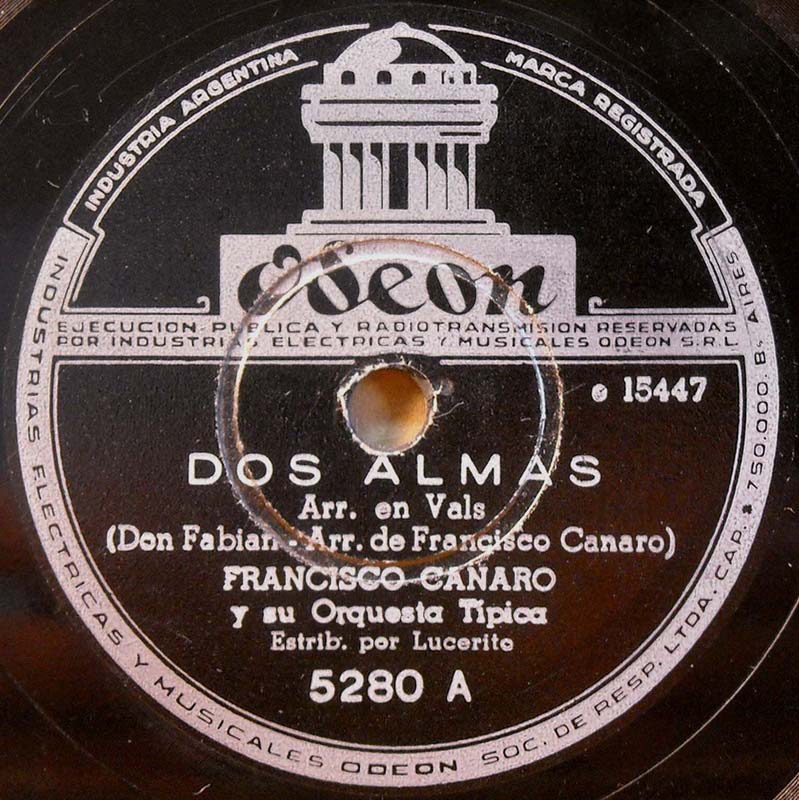 INDUSTRIA ARGENTINA
MARCA REGISTRADA
Odeon
EJECUCION PUBLICA Y RADIOTRANSMISION RESERVADAS
POR INDUSTRIAS ELECTRICAS Y MUSICALES ODEON S.R.L.
e 15447
DOS ALMAS
Arr. en Vals
(Don Fabian - Arr. de Francisco Canaro)
FRANCISCO CANARO
y su Orquesta Típica
Estrib. por Lucerito
5280 A
INDUSTRIAS ELECTRICAS Y MUSICALES ODEON SOC. DE RESP. LTDA. CAP. $ 750.000. B. AIRES